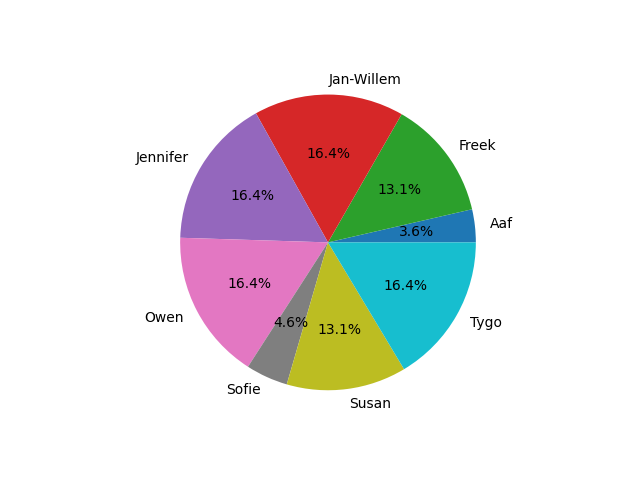 Jan-Willem
Freek
Jennifer
Aaf
Owen
Tygo
Sofie
Susan
16.4%
13.1%
16.4%
3.6%
16.4%
16.4%
4.6%
13.1%